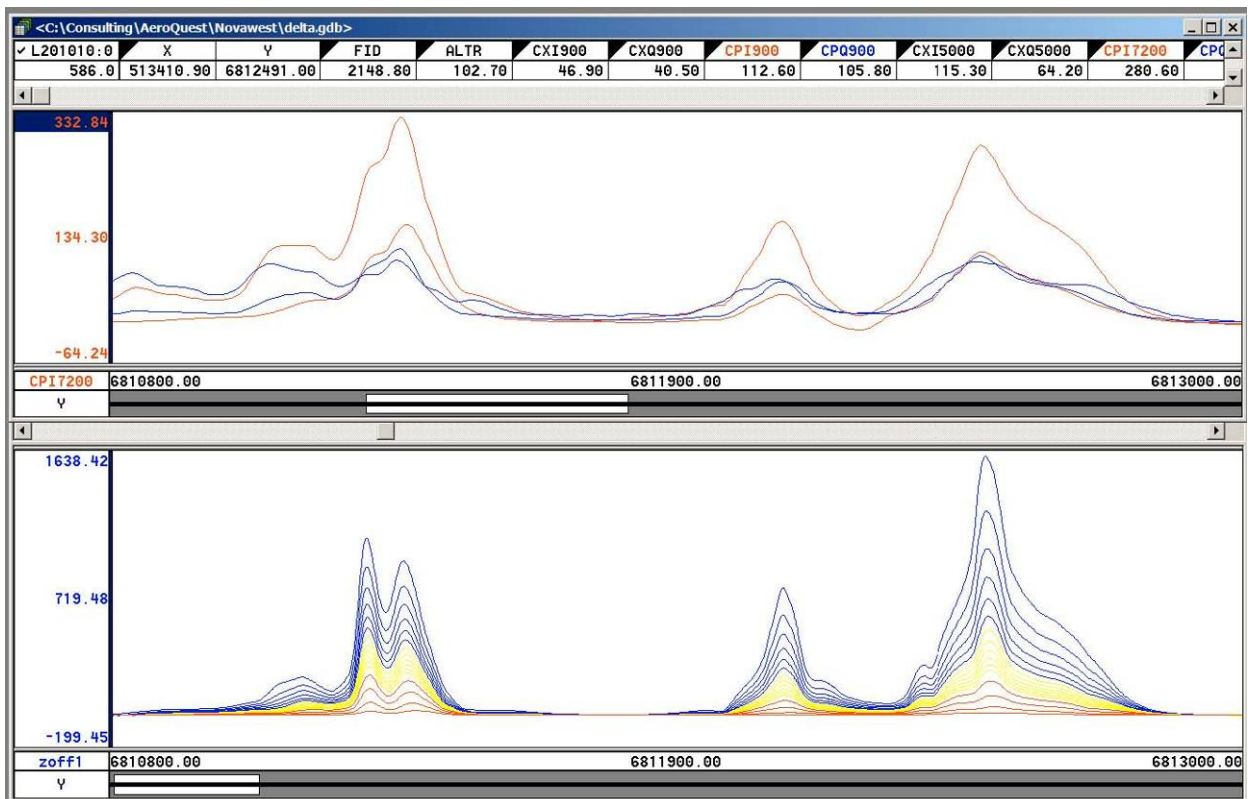 <C:\Consulting\AeroQuest\Novawest\delta.gdb>
✓ L201010:0 X Y FID ALTR CXI900 CXQ900 CPI900 CPQ900 CXI5000 CXQ5000 CPI7200
586.0 513410.90 6812491.00 2148.80 102.70 46.90 40.50 112.60 105.80 115.30 64.20 280.60
332.84
134.30
-64.24
CPI7200 6810800.00 6811900.00 6813000.00
Y
1638.42
719.48
-199.45
zoff1 6810800.00 6811900.00 6813000.00
Y